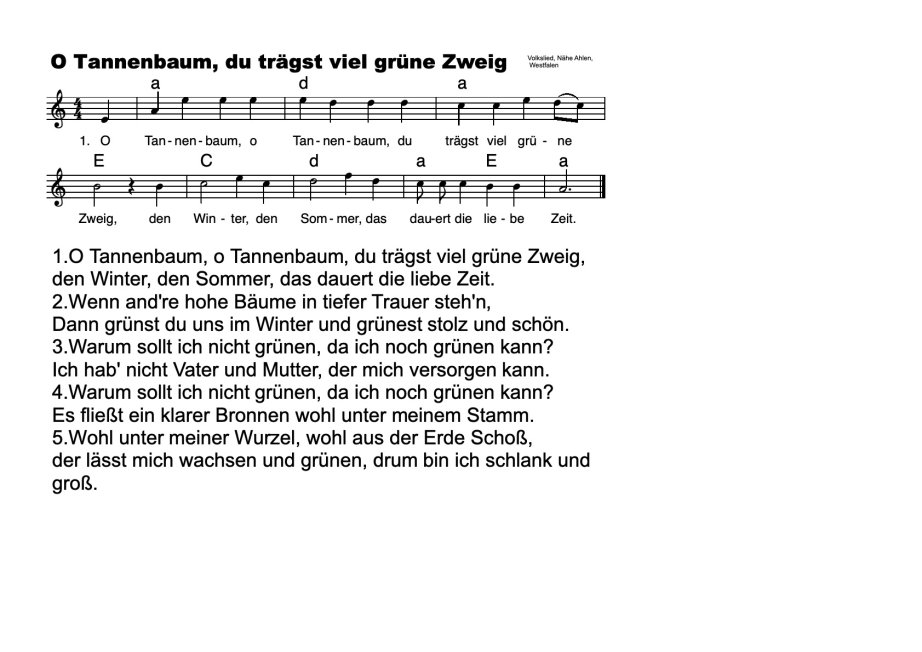 O Tannenbaum, du trägst viel grüne Zweig
Volkslied, Nähe Ahlen,
Westfalen
a d a
1. O Tan - nen - baum, o Tan - nen - baum, du trägst viel grü - ne
E C d a E a
Zweig, den Win - ter, den Som - mer, das dau-ert die lie - be Zeit.
1.O Tannenbaum, o Tannenbaum, du trägst viel grüne Zweig,
den Winter, den Sommer, das dauert die liebe Zeit.
2.Wenn and're hohe Bäume in tiefer Trauer steh'n,
Dann grünst du uns im Winter und grünest stolz und schön.
3.Warum sollt ich nicht grünen, da ich noch grünen kann?
Ich hab' nicht Vater und Mutter, der mich versorgen kann.
4.Warum sollt ich nicht grünen, da ich noch grünen kann?
Es fließt ein klarer Bronnen wohl unter meinem Stamm.
5.Wohl unter meiner Wurzel, wohl aus der Erde Schoß,
der lässt mich wachsen und grünen, drum bin ich schlank und
groß.